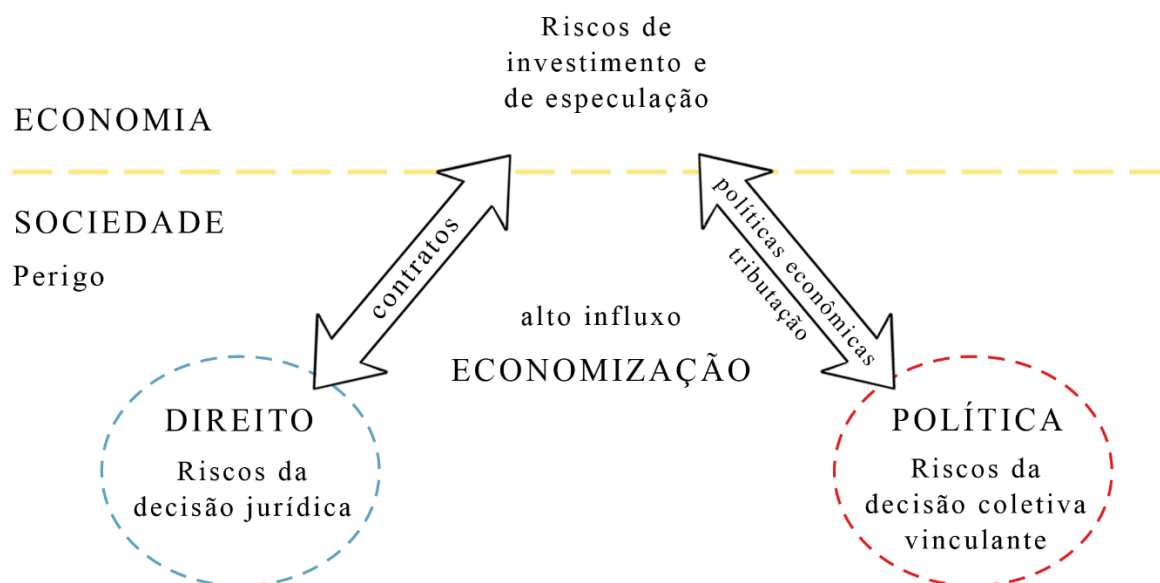 Riscos de
investimento e
de especulação
ECONOMIA
SOCIEDADE
Perigo
contratos
políticas econômicas
tributação
alto influxo
ECONOMIZAÇÃO
DIREITO
Riscos da
decisão jurídica
POLÍTICA
Riscos da
decisão coletiva
vinculante